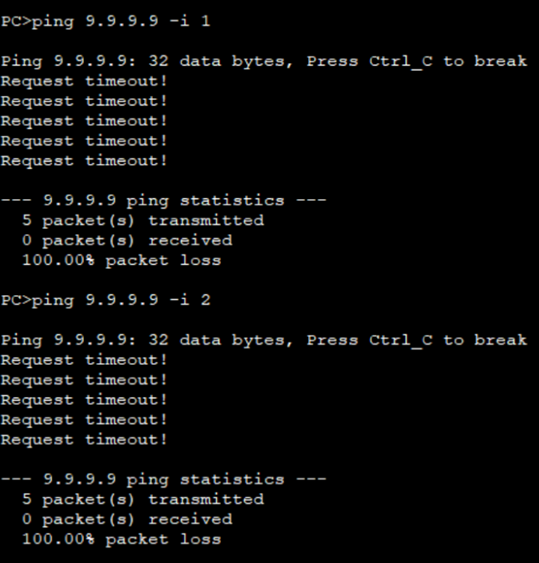 PC>ping 9.9.9.9 -i 1
Ping 9.9.9.9: 32 data bytes, Press Ctrl_C to break
Request timeout!
Request timeout!
Request timeout!
Request timeout!
Request timeout!
--- 9.9.9.9 ping statistics ---
  5 packet(s) transmitted
  0 packet(s) received
  100.00% packet loss
PC>ping 9.9.9.9 -i 2
Ping 9.9.9.9: 32 data bytes, Press Ctrl_C to break
Request timeout!
Request timeout!
Request timeout!
Request timeout!
Request timeout!
--- 9.9.9.9 ping statistics ---
  5 packet(s) transmitted
  0 packet(s) received
  100.00% packet loss